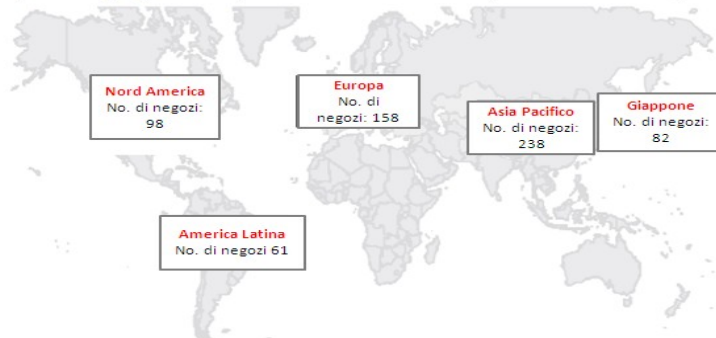 Nord America
No. di negozi:
98
Europa
No. di
negozi: 158
Asia Pacifico
No. di negozi:
238
Giappone
No. di negozi:
82
America Latina
No. di negozi 61